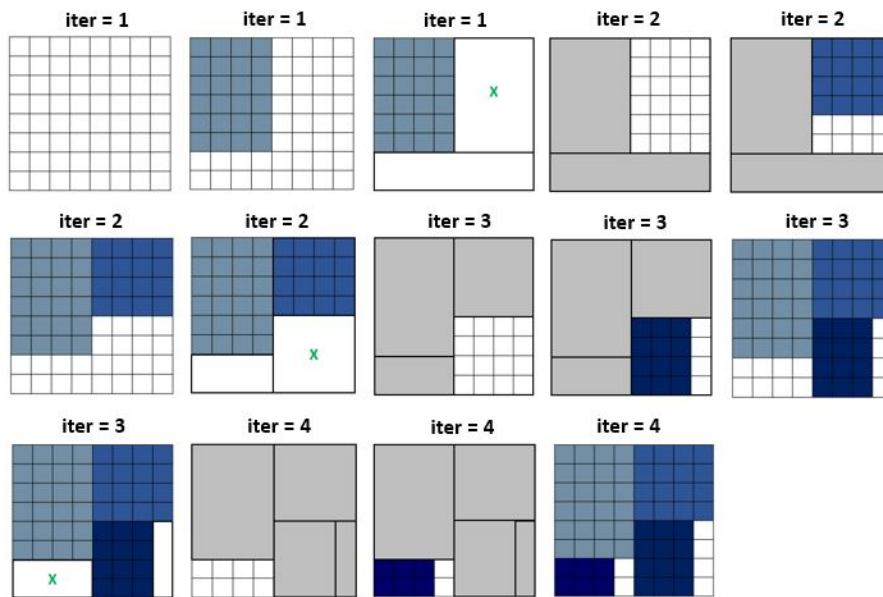 iter = 1 iter = 1 iter = 1 iter = 2 iter = 2
X
iter = 2 iter = 2 iter = 3 iter = 3 iter = 3
X
iter = 3 iter = 4 iter = 4 iter = 4
X